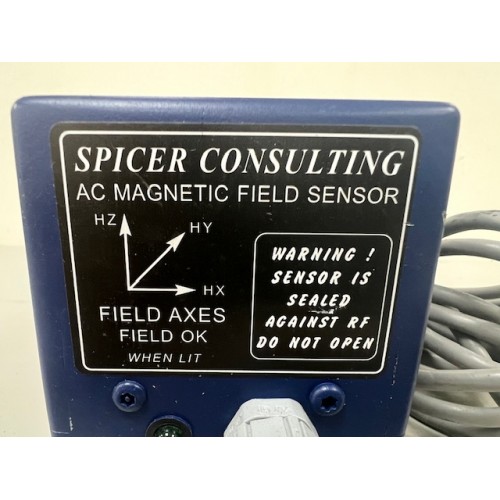 SPICER CONSULTING
AC MAGNETIC FIELD SENSOR
HZ
HY
HX
FIELD AXES
FIELD OK
WHEN LIT
WARNING !
SENSOR IS
SEALED
AGAINST RF
DO NOT OPEN